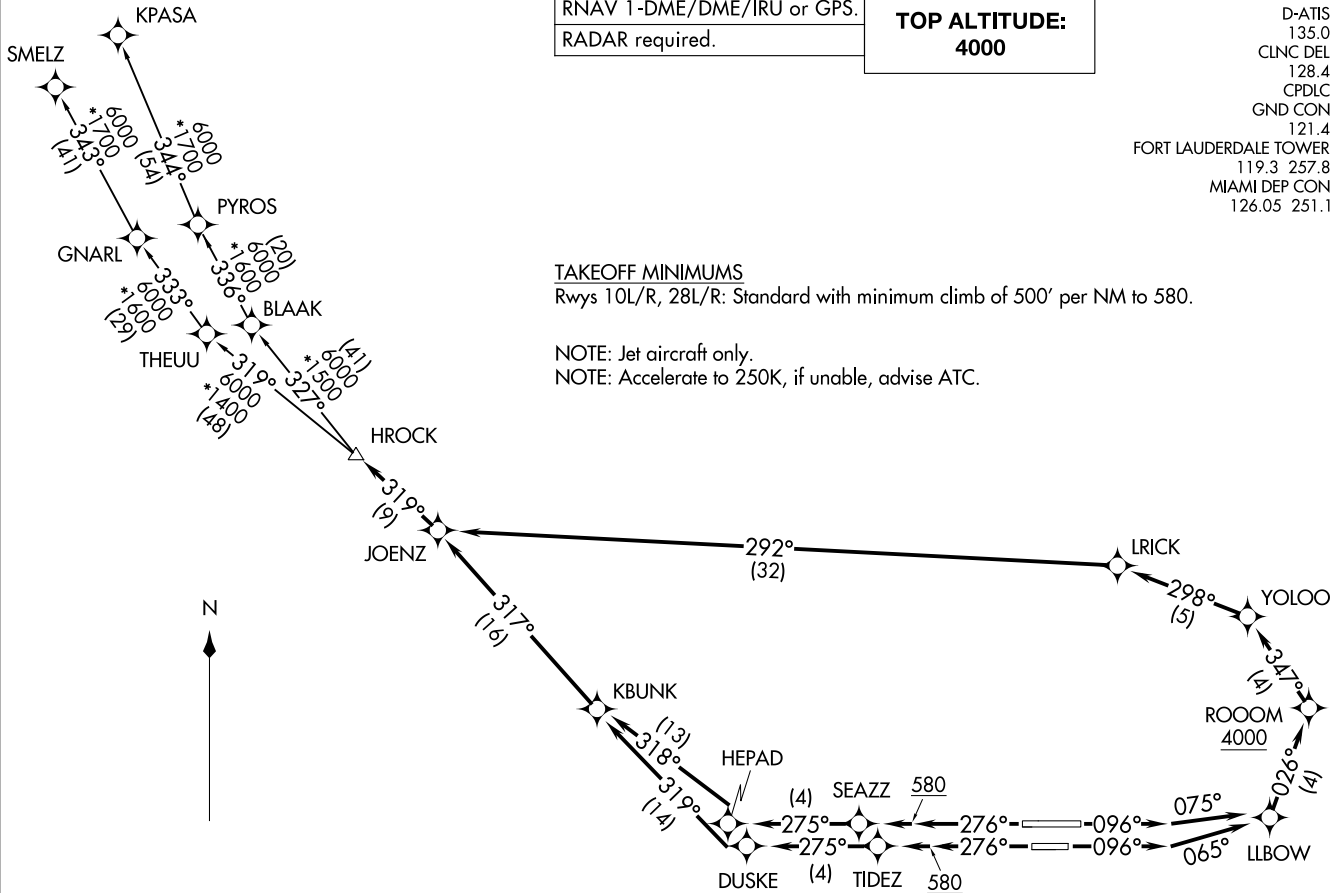 RNAV 1-DME/DME/IRU or GPS.
RADAR required.
TOP ALTITUDE:
4000
D-ATIS
135.0
CLNC DEL
128.4
CPDLC
GND CON
121.4
FORT LAUDERDALE TOWER
119.3 257.8
MIAMI DEP CON
126.05 251.1
KPASA
SMELZ
6000
*1700
343°
(41)
6000
*1700
344°
(54)
PYROS
GNARL
(20)
6000
*1600
336°
333°
6000
*1600
(29)
BLAAK
THEUU
(41)
6000
*1500
327°
319°
6000
*1400
(48)
TAKEOFF MINIMUMS
Rwys 10L/R, 28L/R: Standard with minimum climb of 500' per NM to 580.
NOTE: Jet aircraft only.
NOTE: Accelerate to 250K, if unable, advise ATC.
HROCK
319°
(9)
JOENZ
292°
(32)
LRICK
298°
(5)
YOLOO
N
317°
(16)
347°
(4)
KBUNK
ROOOM
4000
(13)
318°
319°
(14)
HEPAD
026°
(4)
SEAZZ
580
(4)
275°
276°
096°
075°
275°
(4)
276°
096°
065°
LLBOW
DUSKE
TIDEZ
580